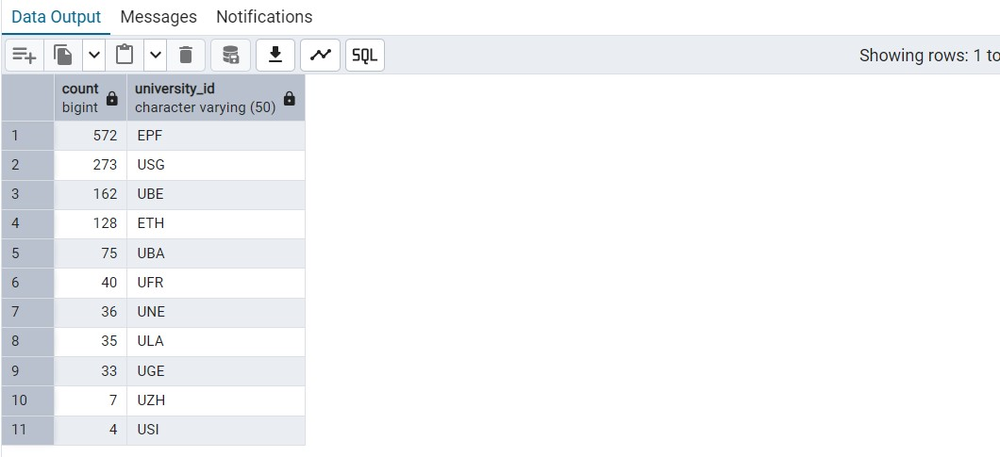 Data Output Messages Notifications
SQL Showing rows: 1 to
count university_id
bigint character varying (50)
1 572 EPF
2 273 USG
3 162 UBE
4 128 ETH
5 75 UBA
6 40 UFR
7 36 UNE
8 35 ULA
9 33 UGE
10 7 UZH
11 4 USI